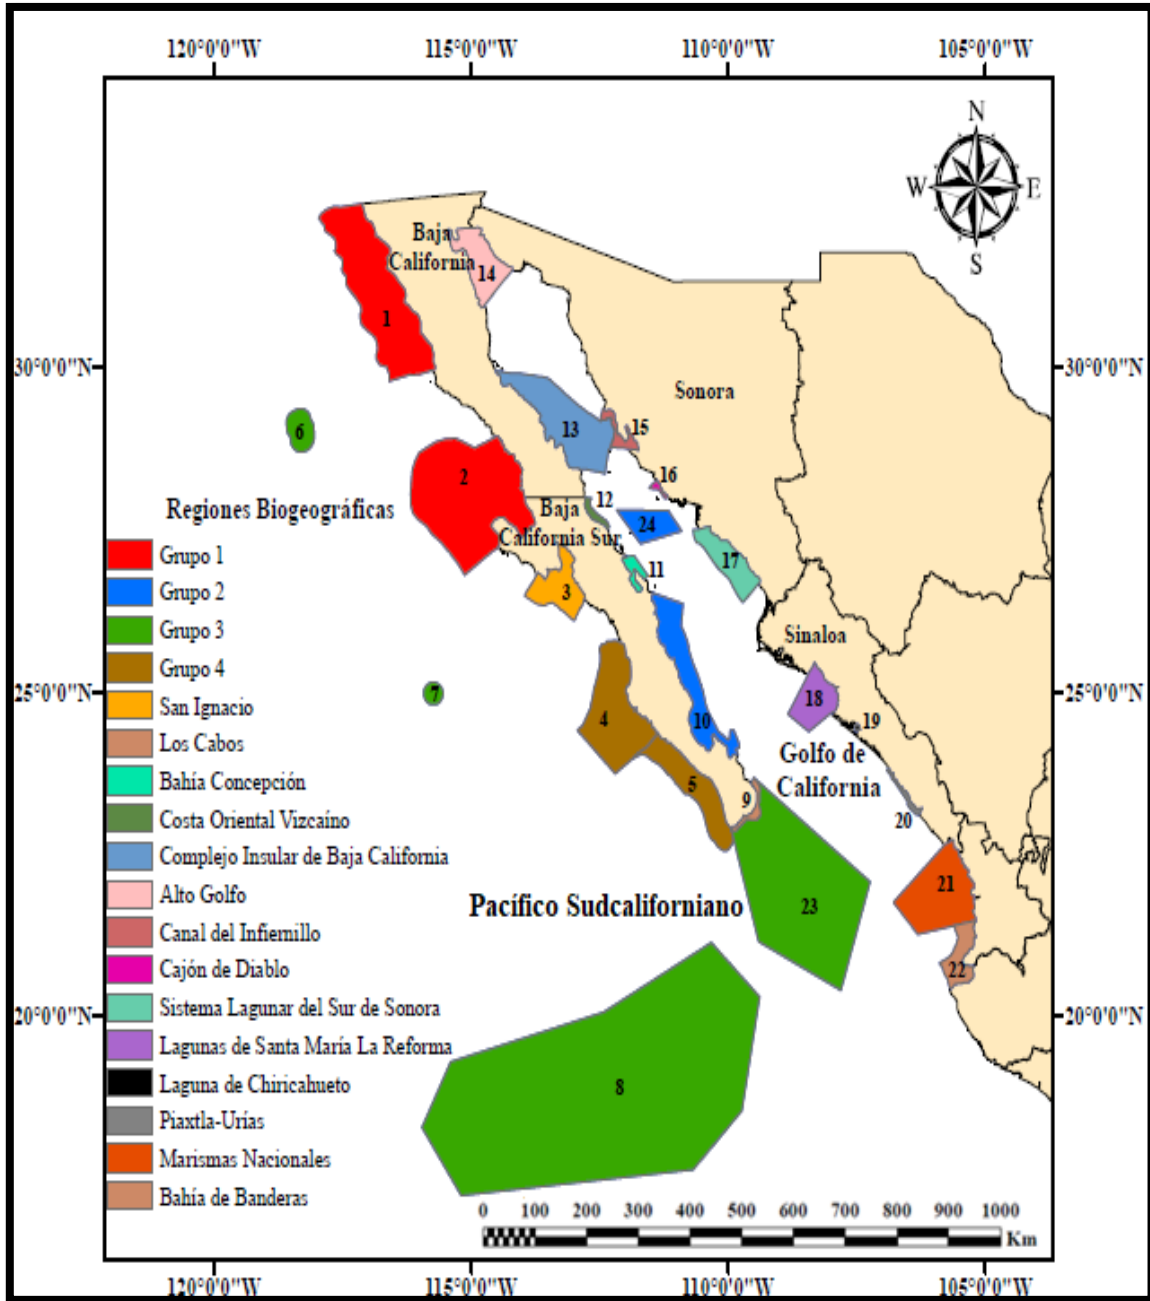 120°0'0"W 115°0'0"W 110°0'0"W 105°0'0"W
N
W E
S
Baja
California
14
1
30°0'0"N 30°0'0"N
Sonora
6
13
15
2
16
Regiones Biogeográficas
12
Baja
California Sur
24
17
11
3
Grupo 1
Grupo 2
Grupo 3
Grupo 4
San Ignacio
Los Cabos
Bahía Concepción
Costa Oriental Vizcaíno
Complejo Insular de Baja California
Alto Golfo
Canal del Infiernillo
Cajón de Diablo
Sistema Lagunar del Sur de Sonora
Lagunas de Santa María La Reforma
Laguna de Chiricahueto
Piaxtla-Urías
Marismas Nacionales
Bahía de Banderas
Sinaloa
25°0'0"N 25°0'0"N
7
18
4
10
19
Golfo de
California
5
9
20
21
Pacífico Sudcaliforniano
23
22
20°0'0"N 20°0'0"N
8
0 100 200 300 400 500 600 700 800 900 1000
Km
120°0'0"W 115°0'0"W 110°0'0"W 105°0'0"W